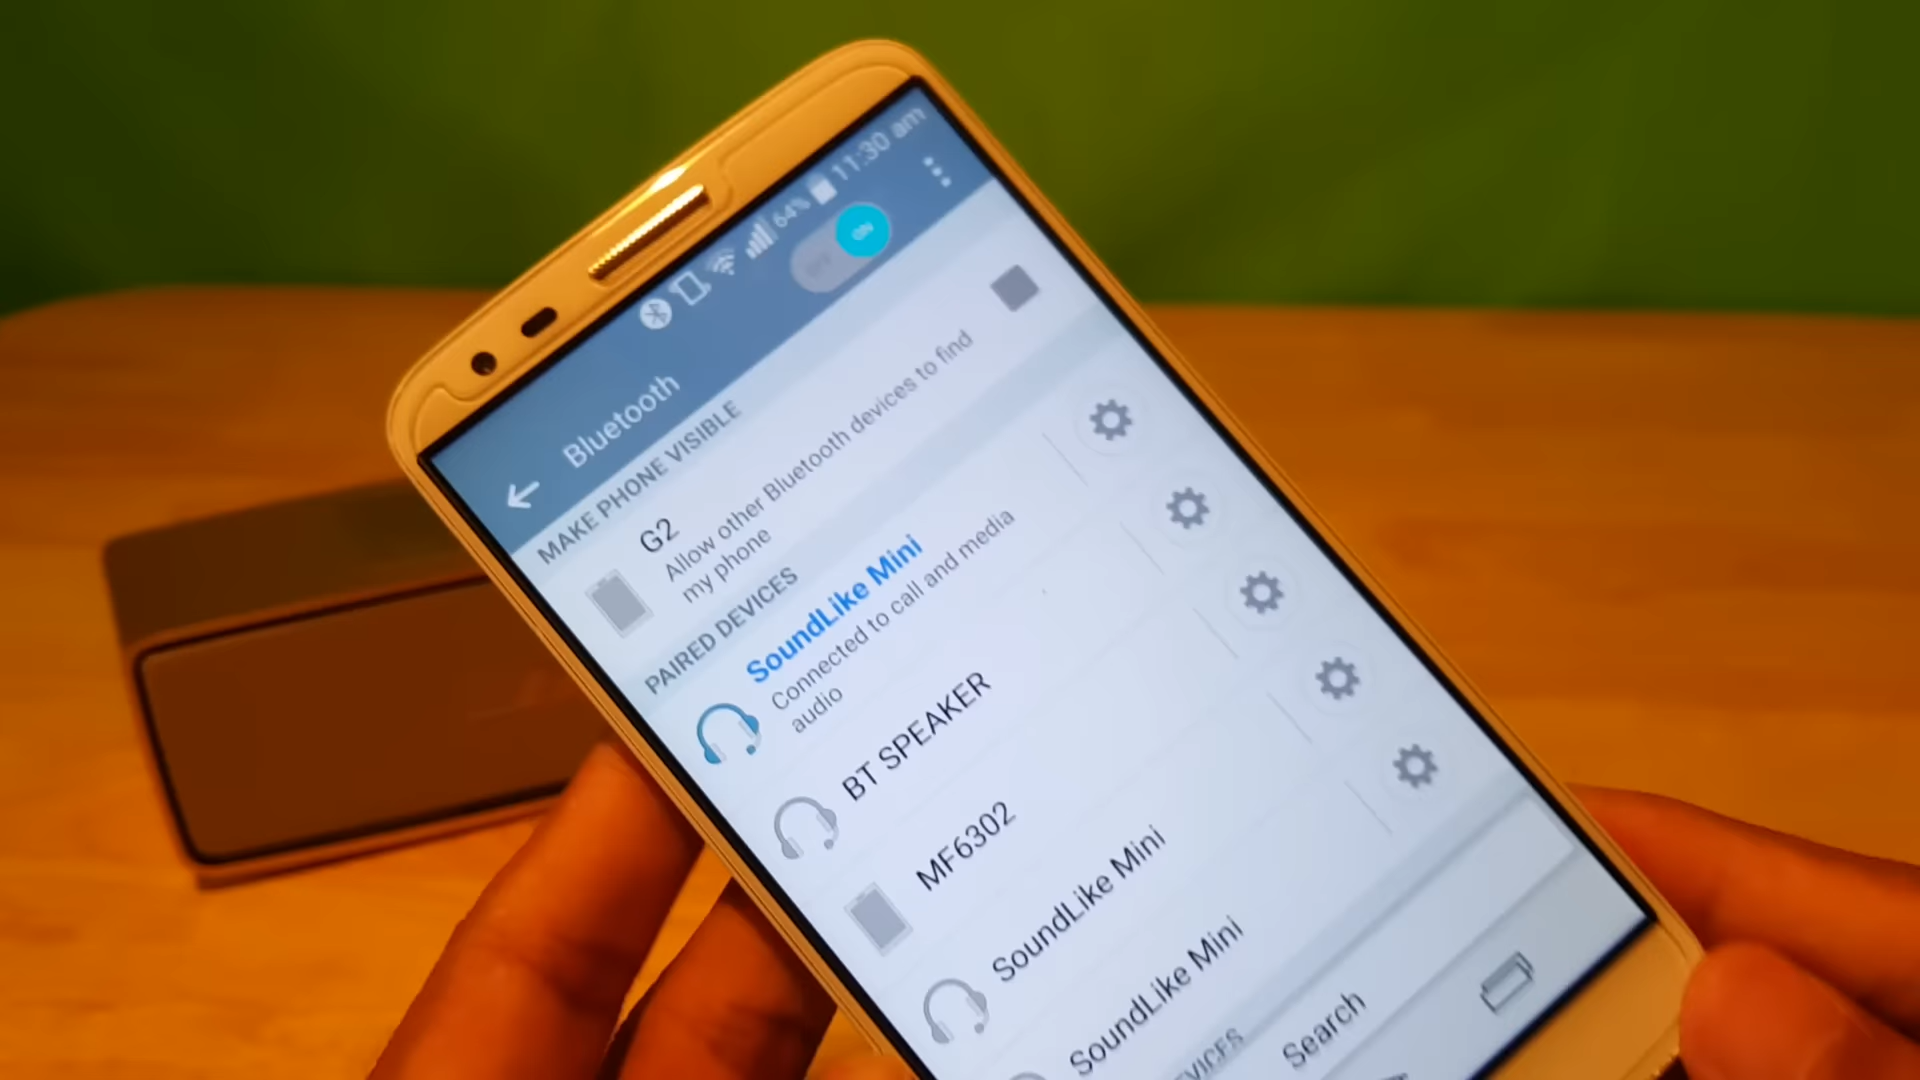 64% 11:30 am
Bluetooth
ON
MAKE PHONE VISIBLE
G2
Allow other Bluetooth devices to find
my phone
PAIRED DEVICES
SoundLike Mini
Connected to call and media
audio
BT SPEAKER
MF6302
SoundLike Mini
SoundLike Mini
VICES
Search